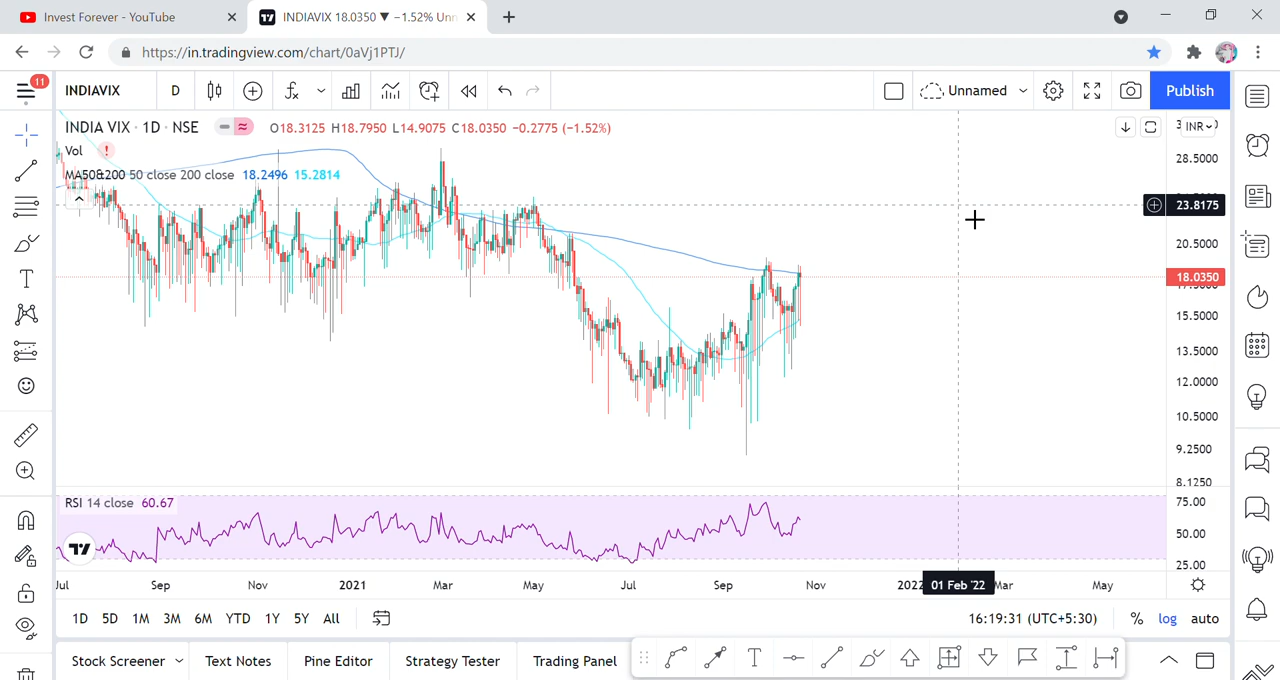 Invest Forever - YouTube
INDIAVIX 18.0350 ▼ −1.52% Unn
https://in.tradingview.com/chart/0aVj1PTJ/
11
INDIAVIX D Unnamed Publish
INDIA VIX · 1D · NSE O18.3125 H18.7950 L14.9075 C18.0350 −0.2775 (−1.52%)
INR
Vol !
28.5000
MA50&200 50 close 200 close 18.2496 15.2814
23.8175
20.5000
18.0350
15.5000
13.5000
12.0000
10.5000
9.2500
8.1250
RSI 14 close 60.67
75.00
50.00
25.00
Jul Sep Nov 2021 Mar May Jul Sep Nov 2022 01 Feb '22 Mar May
1D 5D 1M 3M 6M YTD 1Y 5Y All 16:19:31 (UTC+5:30) % log auto
Stock Screener Text Notes Pine Editor Strategy Tester Trading Panel T